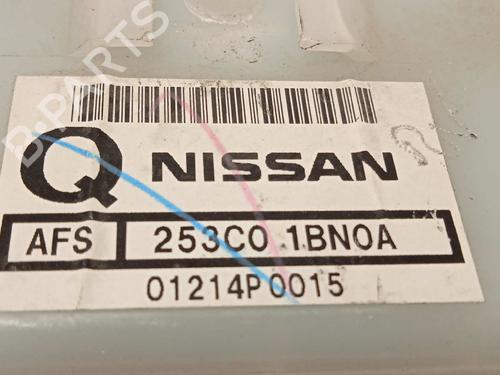 B-PARTS
Q NISSAN
AFS 253C0 1BN0A
01214P0015